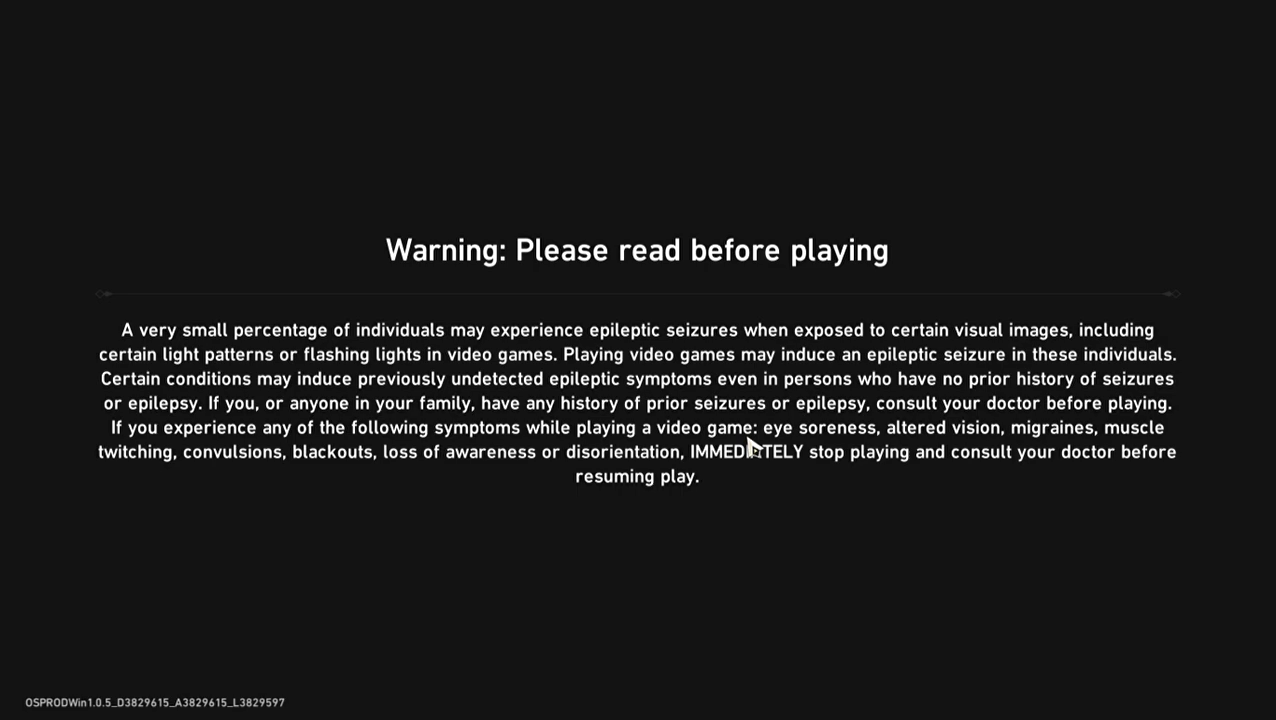 Warning: Please read before playing
A very small percentage of individuals may experience epileptic seizures when exposed to certain visual images, including
certain light patterns or flashing lights in video games. Playing video games may induce an epileptic seizure in these individuals.
Certain conditions may induce previously undetected epileptic symptoms even in persons who have no prior history of seizures
or epilepsy. If you, or anyone in your family, have any history of prior seizures or epilepsy, consult your doctor before playing.
If you experience any of the following symptoms while playing a video game: eye soreness, altered vision, migraines, muscle
twitching, convulsions, blackouts, loss of awareness or disorientation, IMMEDIATELY stop playing and consult your doctor before
resuming play.
OSPRODWin1.0.5_D3829615_A3829615_L3829597